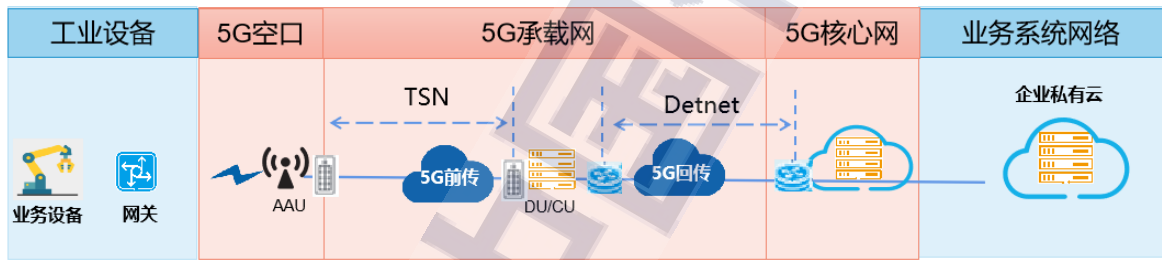 工业设备
5G空口
5G承载网
5G核心网
业务系统网络
TSN
Detnet
企业私有云
5G前传
5G回传
业务设备
网关
AAU
DU/CU